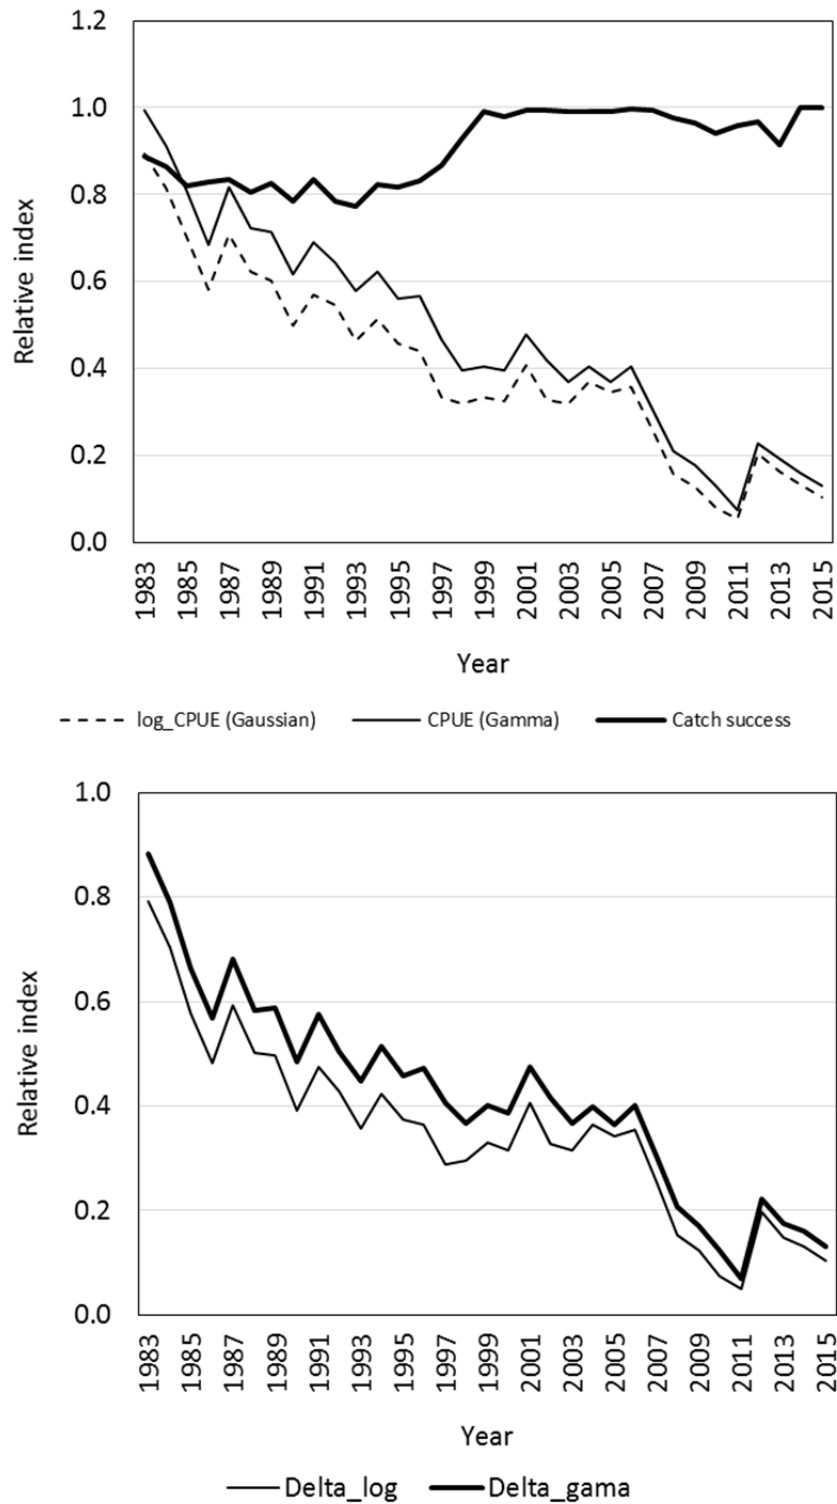 1.2
1.0
0.8
0.6
0.4
0.2
0.0
Relative index
1983 1985 1987 1989 1991 1993 1995 1997 1999 2001 2003 2005 2007 2009 2011 2013 2015
Year
log_CPUE (Gaussian) CPUE (Gamma) Catch success
1.0
0.8
0.6
0.4
0.2
0.0
Relative index
1983 1985 1987 1989 1991 1993 1995 1997 1999 2001 2003 2005 2007 2009 2011 2013 2015
Year
Delta_log Delta_gama